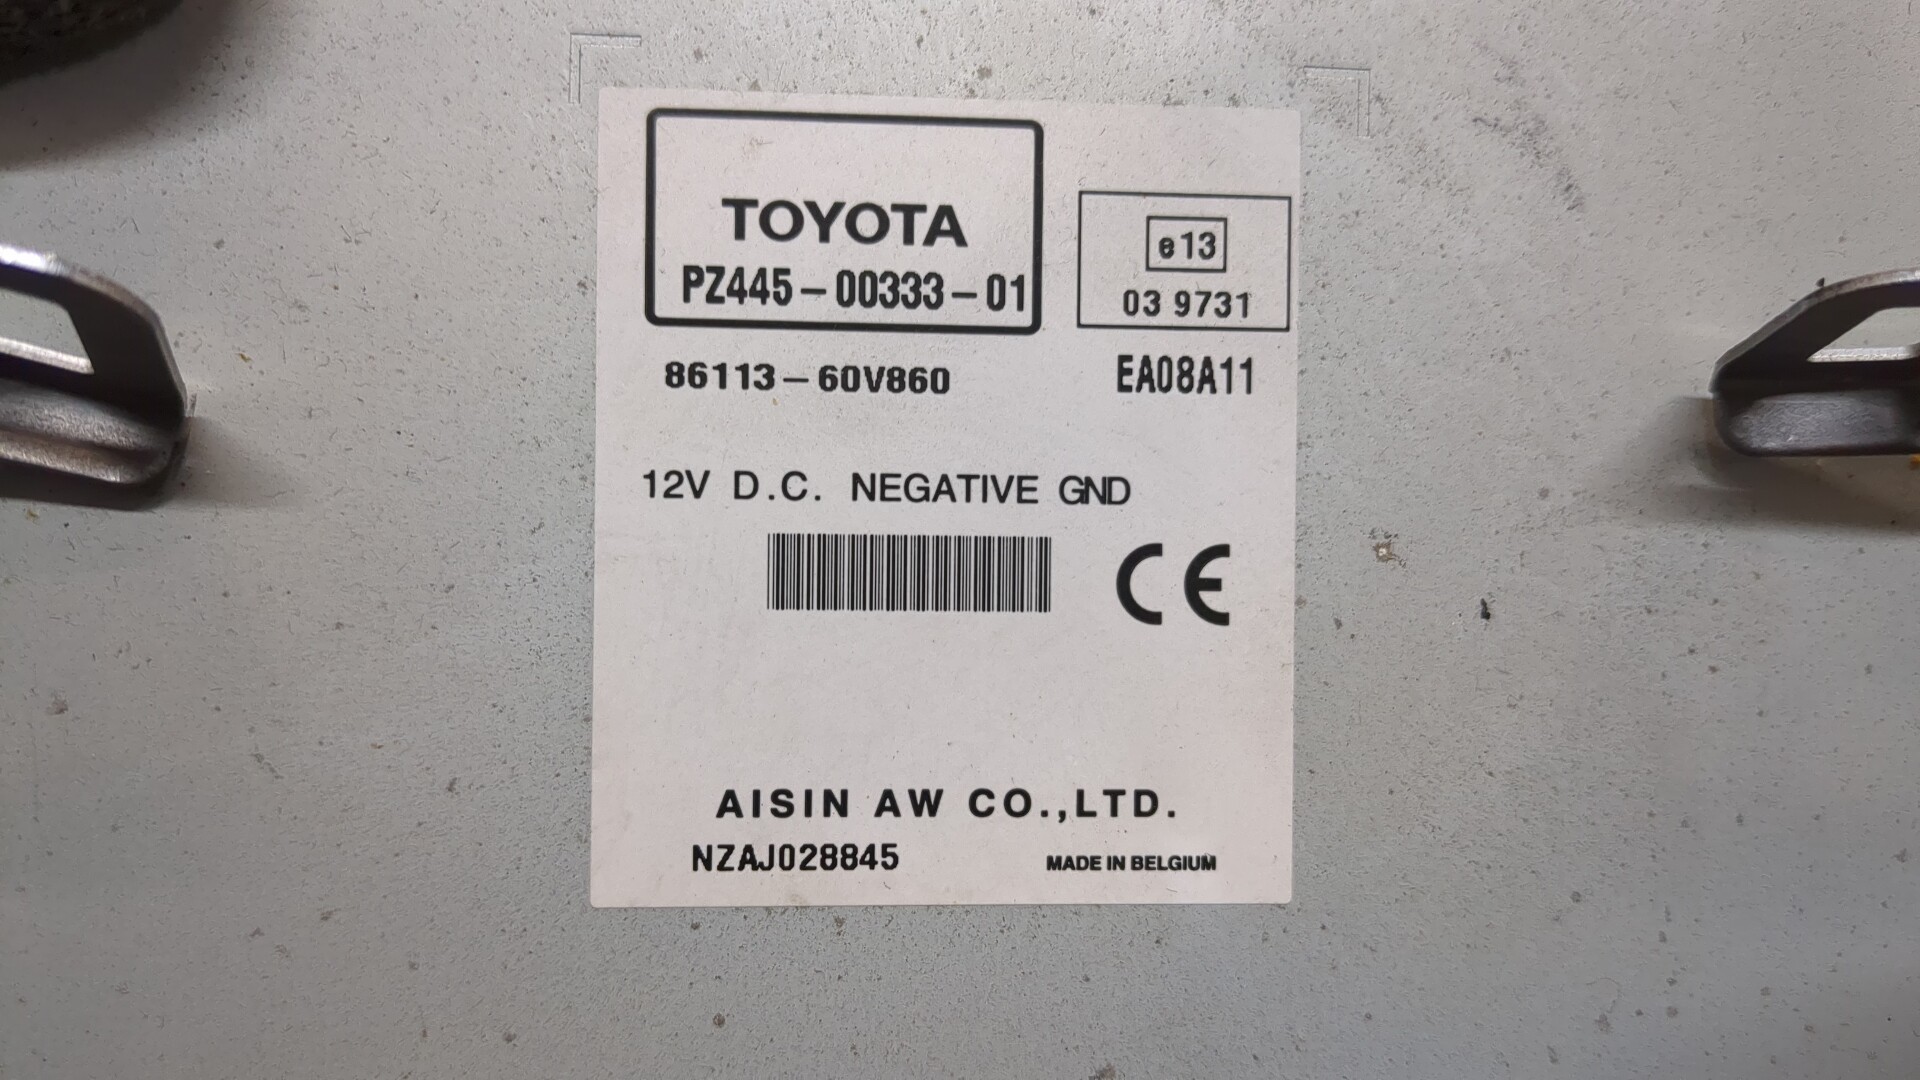 TOYOTA
PZ445-00333-01
e13
03 9731
86113-60V860
EA08A11
12V D.C. NEGATIVE GND
CE
AISIN AW CO.,LTD.
NZAJ028845
MADE IN BELGIUM